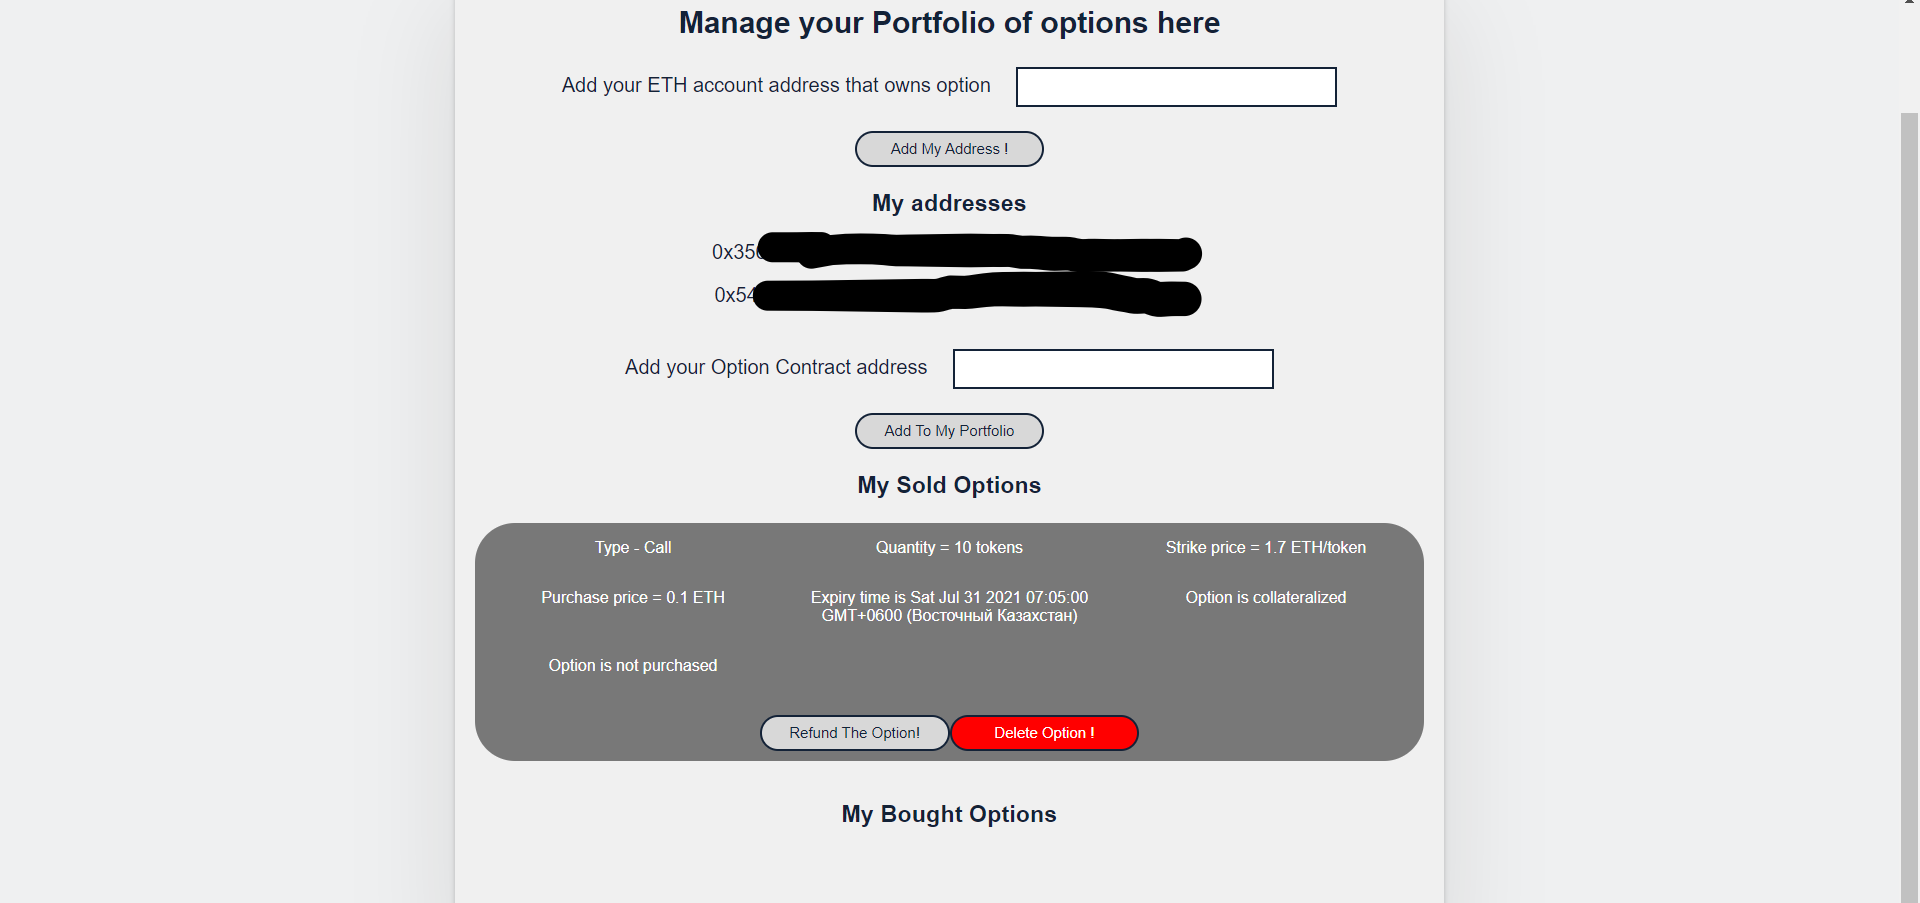 Manage your Portfolio of options here
Add your ETH account address that owns option
Add My Address !
My addresses
0x35
0x54
Add your Option Contract address
Add To My Portfolio
My Sold Options
Type - Call
Quantity = 10 tokens
Strike price = 1.7 ETH/token
Purchase price = 0.1 ETH
Expiry time is Sat Jul 31 2021 07:05:00
GMT+0600 (Восточный Казахстан)
Option is collateralized
Option is not purchased
Refund The Option!
Delete Option !
My Bought Options